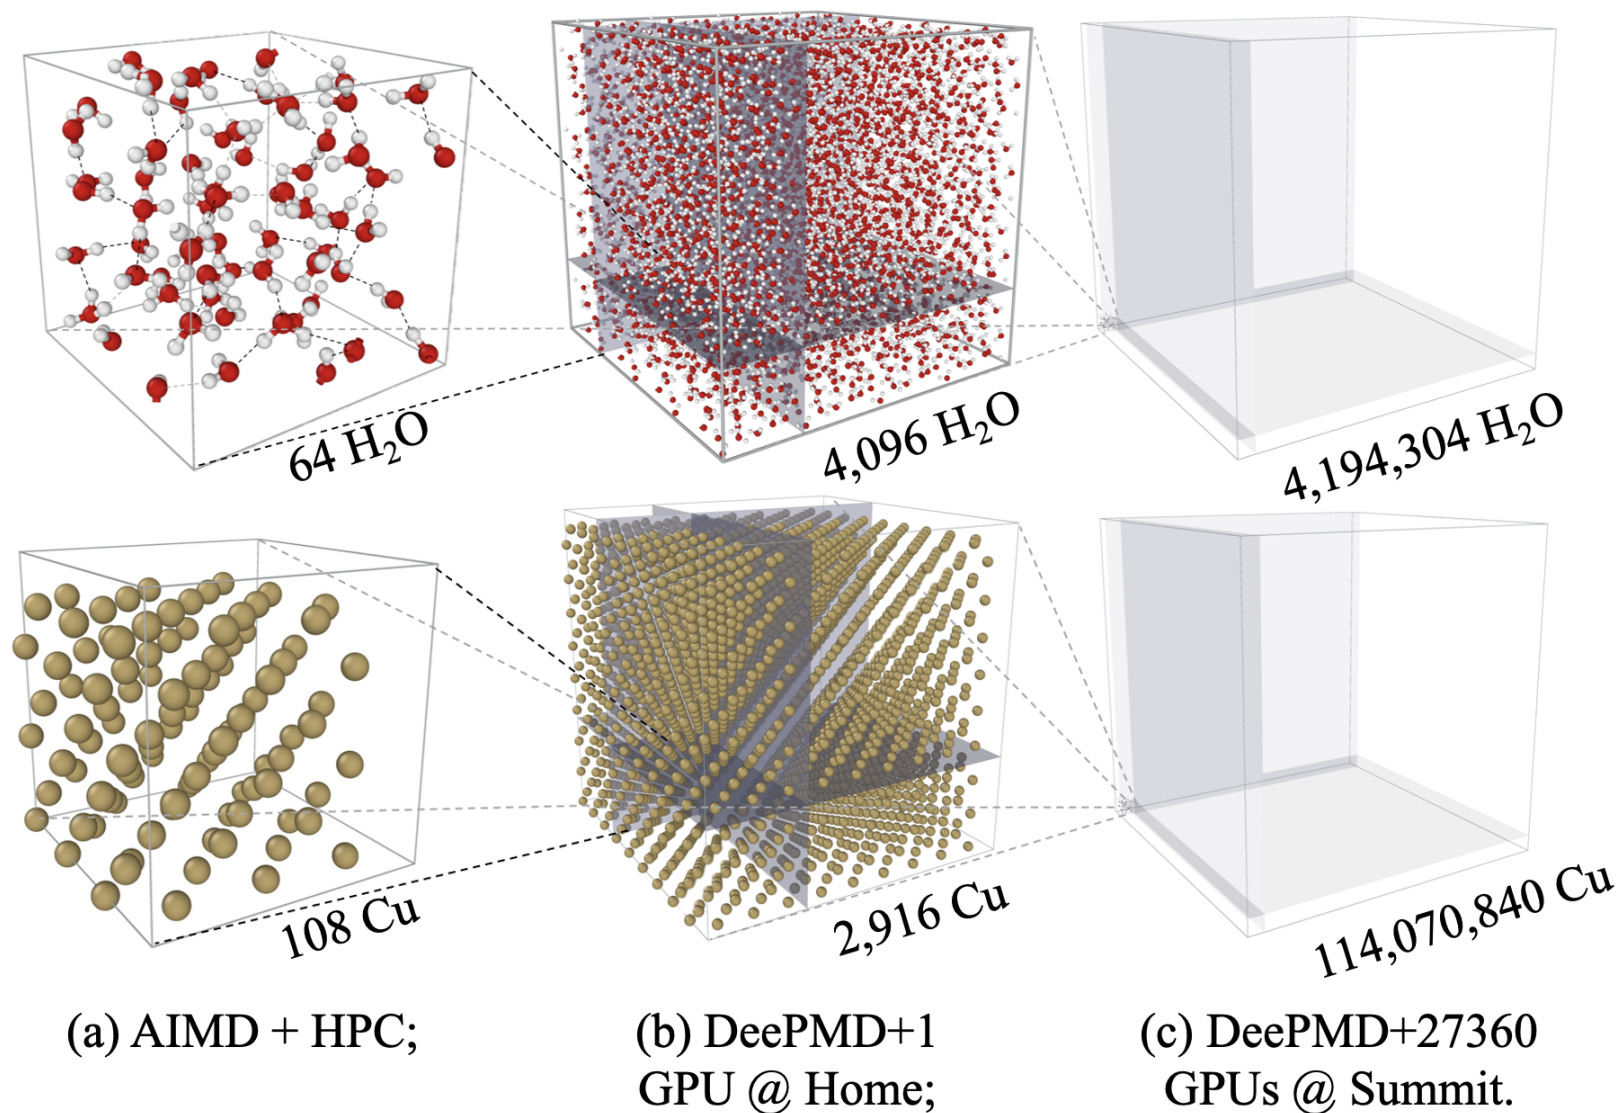 64 H₂O
4,096 H₂O
4,194,304 H₂O
108 Cu
2,916 Cu
114,070,840 Cu
(a) AIMD + HPC;
(b) DeePMD+1
GPU @ Home;
(c) DeePMD+27360
GPUs @ Summit.